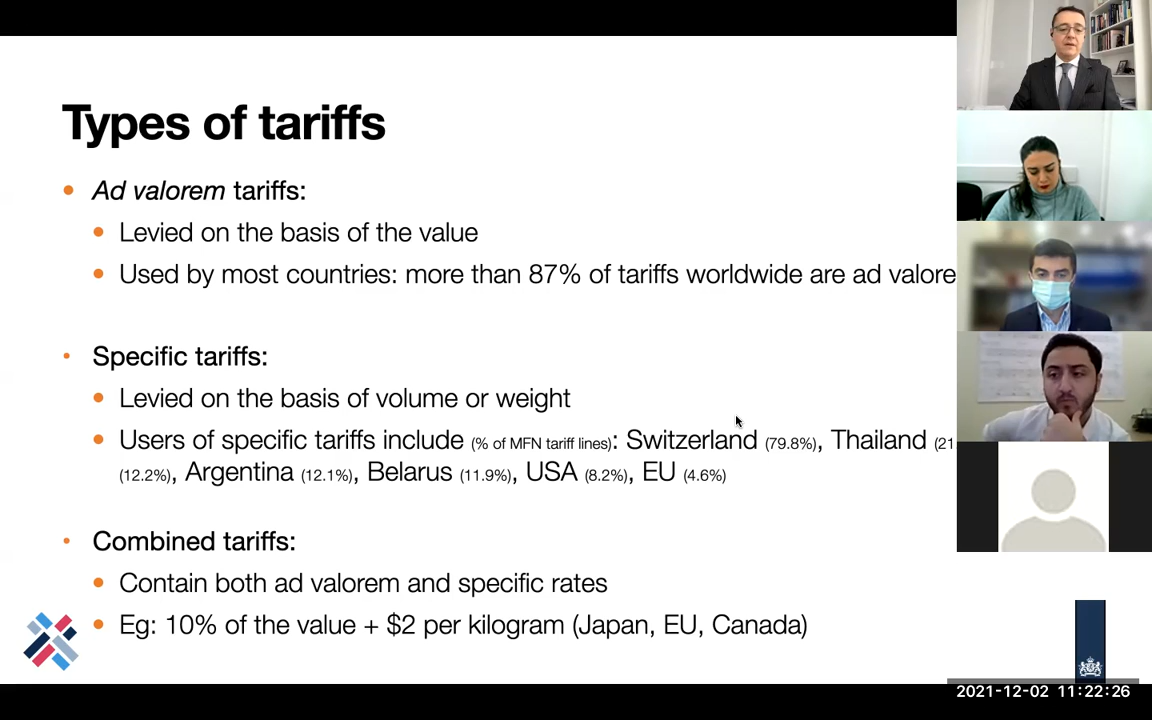 Types of tariffs
Ad valorem tariffs:
Levied on the basis of the value
Used by most countries: more than 87% of tariffs worldwide are ad valore
Specific tariffs:
Levied on the basis of volume or weight
Users of specific tariffs include (% of MFN tariff lines): Switzerland (79.8%), Thailand (21
(12.2%), Argentina (12.1%), Belarus (11.9%), USA (8.2%), EU (4.6%)
Combined tariffs:
Contain both ad valorem and specific rates
Eg: 10% of the value + $2 per kilogram (Japan, EU, Canada)
2021-12-02 11:22:26